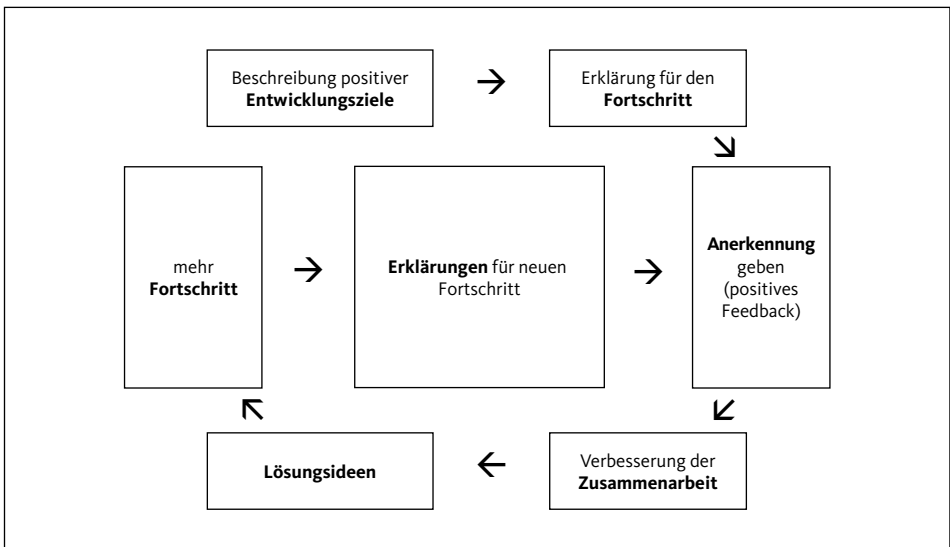 Beschreibung positiver
Entwicklungsziele
Erklärung für den
Fortschritt
mehr
Fortschritt
Erklärungen für neuen
Fortschritt
Anerkennung
geben
(positives
Feedback)
Lösungsideen
Verbesserung der
Zusammenarbeit